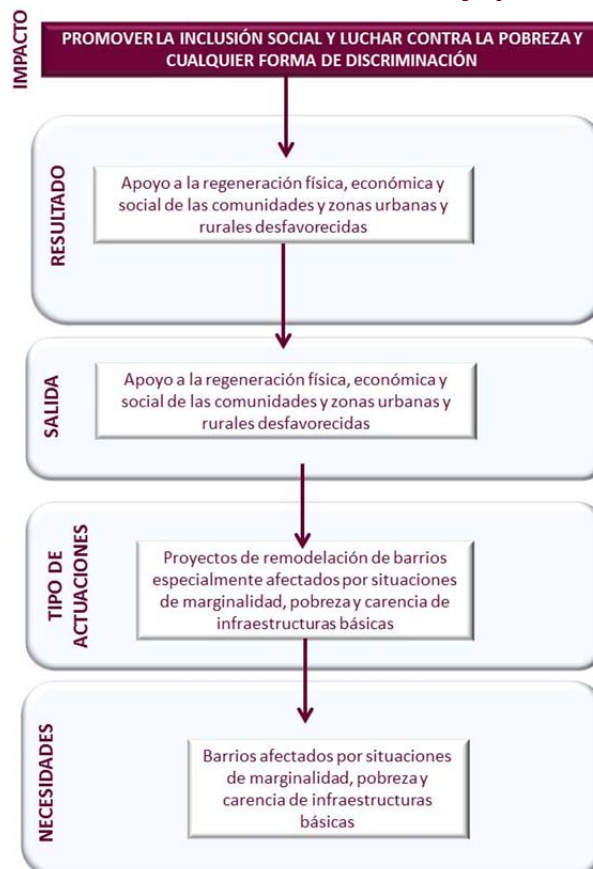 IMPACTO
PROMOVER LA INCLUSIÓN SOCIAL Y LUCHAR CONTRA LA POBREZA Y
CUALQUIER FORMA DE DISCRIMINACIÓN
RESULTADO
Apoyo a la regeneración física, económica y
social de las comunidades y zonas urbanas y
rurales desfavorecidas
SALIDA
Apoyo a la regeneración física, económica y
social de las comunidades y zonas urbanas y
rurales desfavorecidas
TIPO DE
ACTUACIONES
Proyectos de remodelación de barrios
especialmente afectados por situaciones
de marginalidad, pobreza y carencia de
infraestructuras básicas
NECESIDADES
Barrios afectados por situaciones
de marginalidad, pobreza y
carencia de infraestructuras
básicas